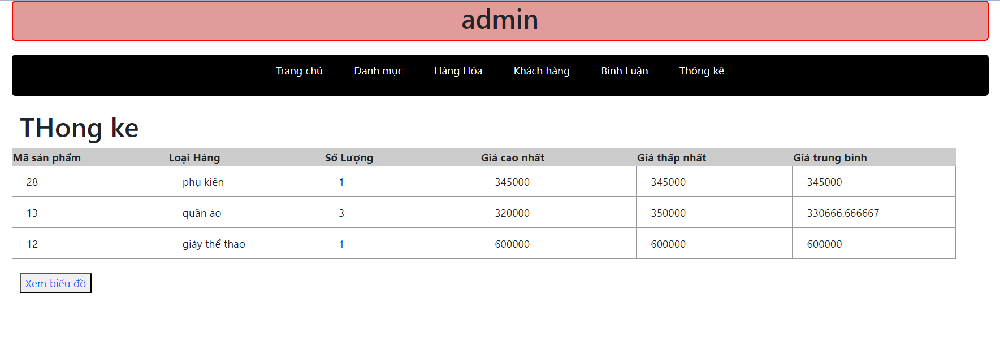 admin
Trang chủ Danh mục Hàng Hóa Khách hàng Bình Luận Thông kê
THong ke
Mã sản phẩm Loại Hàng Số Lượng Giá cao nhất Giá thấp nhất Giá trung bình
28 phụ kiên 1 345000 345000 345000
13 quần áo 3 320000 350000 330666.666667
12 giày thể thao 1 600000 600000 600000
Xem biểu đồ